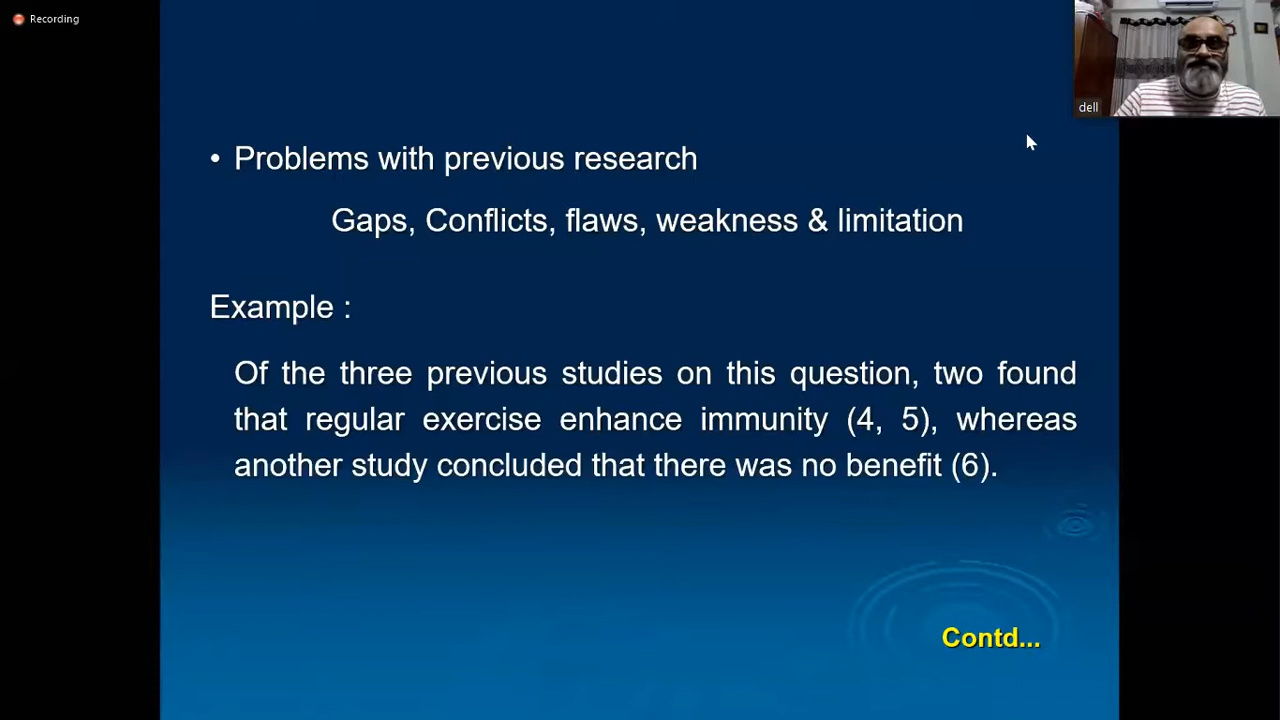 Recording
dell
• Problems with previous research
Gaps, Conflicts, flaws, weakness & limitation
Example :
Of the three previous studies on this question, two found
that regular exercise enhance immunity (4, 5), whereas
another study concluded that there was no benefit (6).
Contd...